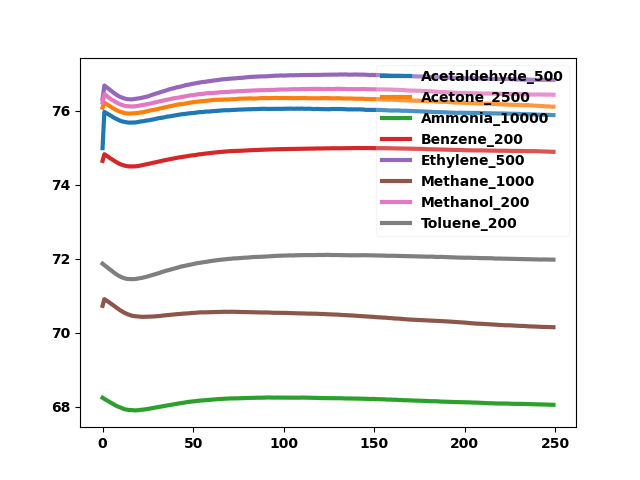 Acetaldehyde_500
Acetone_2500
Ammonia_10000
Benzene_200
Ethylene_500
Methane_1000
Methanol_200
Toluene_200
76
74
72
70
68
0 50 100 150 200 250